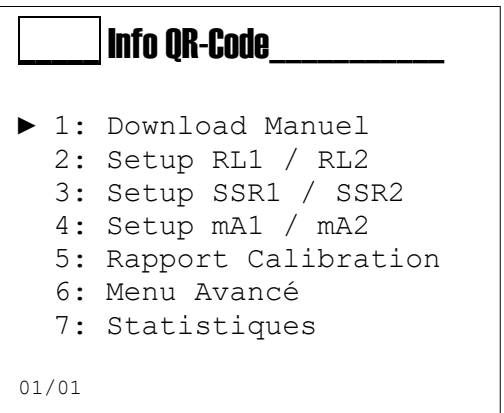 Info QR-Code
► 1: Download Manuel
2: Setup RL1 / RL2
3: Setup SSR1 / SSR2
4: Setup mA1 / mA2
5: Rapport Calibration
6: Menu Avancé
7: Statistiques
01/01